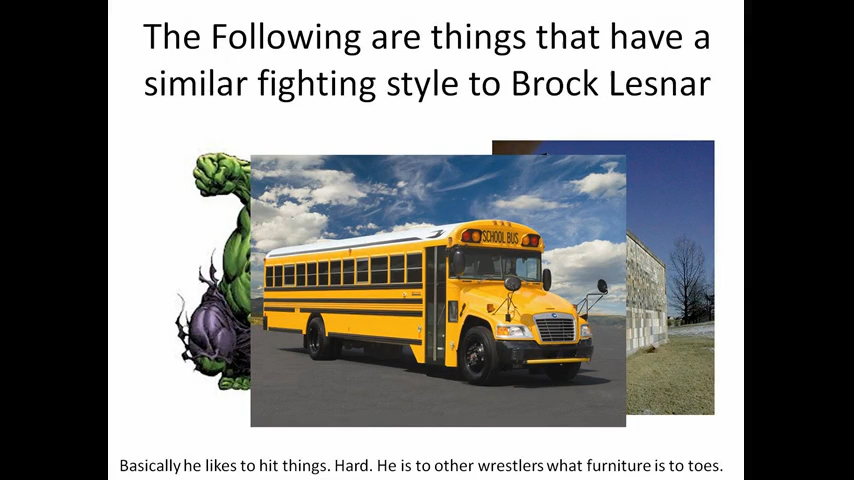 The Following are things that have a
similar fighting style to Brock Lesnar
SCHOOL BUS
Basically he likes to hit things. Hard. He is to other wrestlers what furniture is to toes.